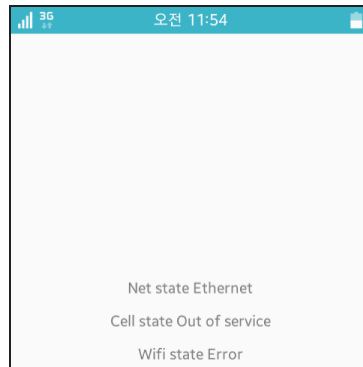 3G
오전 11:54
Net state Ethernet
Cell state Out of service
Wifi state Error